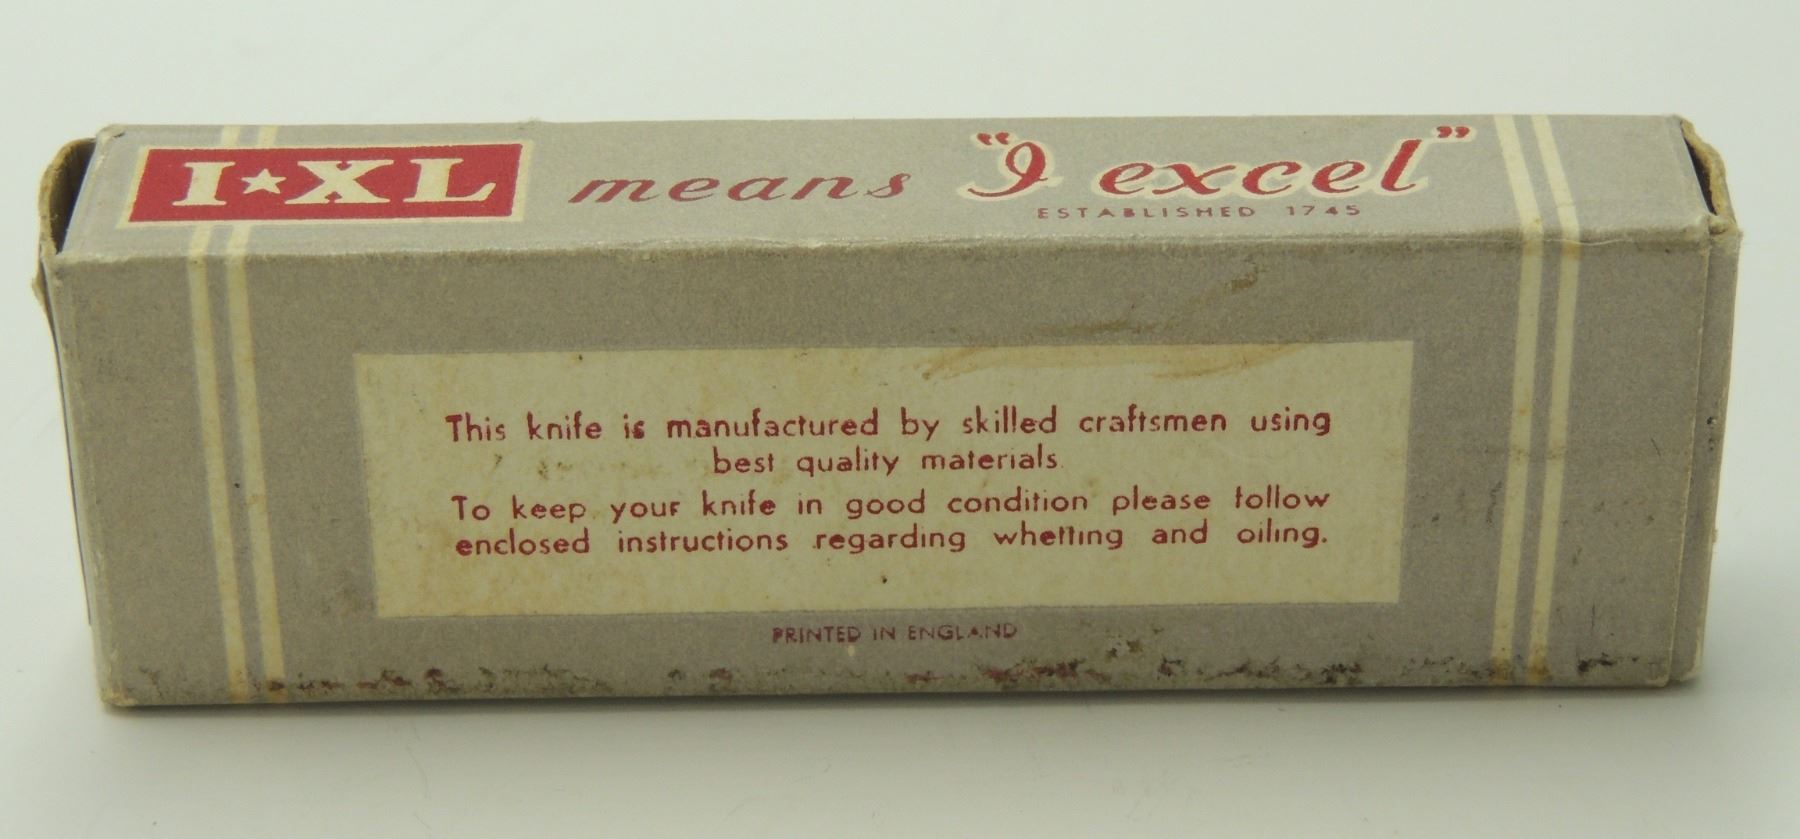 I★XL means "I excel"
ESTABLISHED 1745
This knife is manufactured by skilled craftsmen using
best quality materials.
To keep your knife in good condition please follow
enclosed instructions regarding whetting and oiling.
PRINTED IN ENGLAND